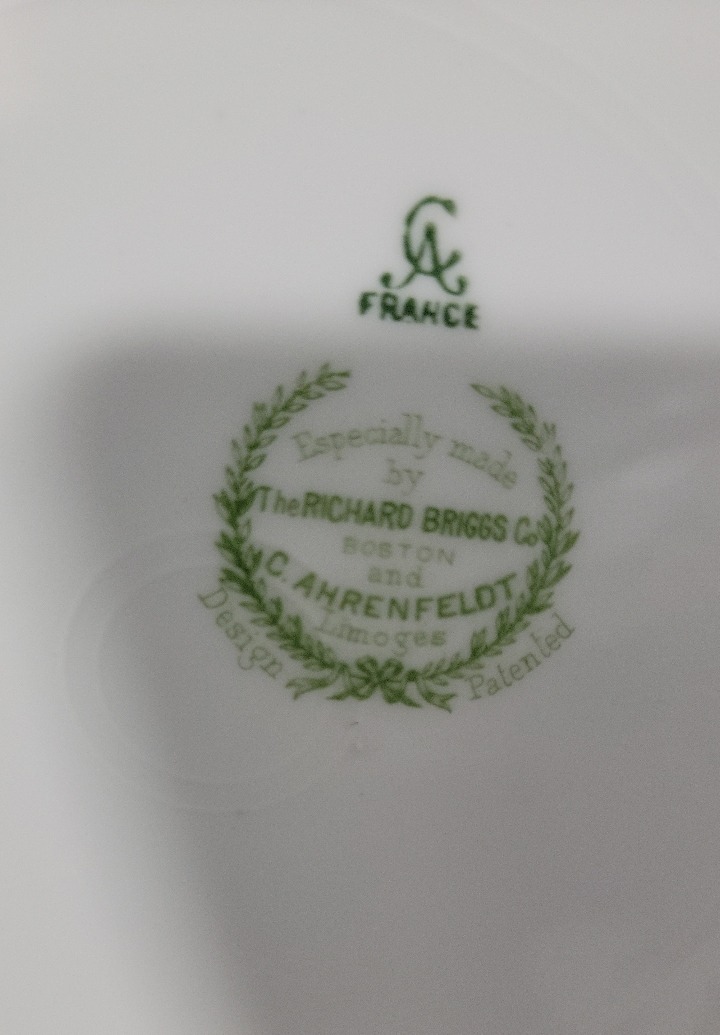 CA
FRANCE
Especially made
by
The RICHARD BRIGGS Co
BOSTON
and
C. AHRENFELDT
Limoges
Design Patented